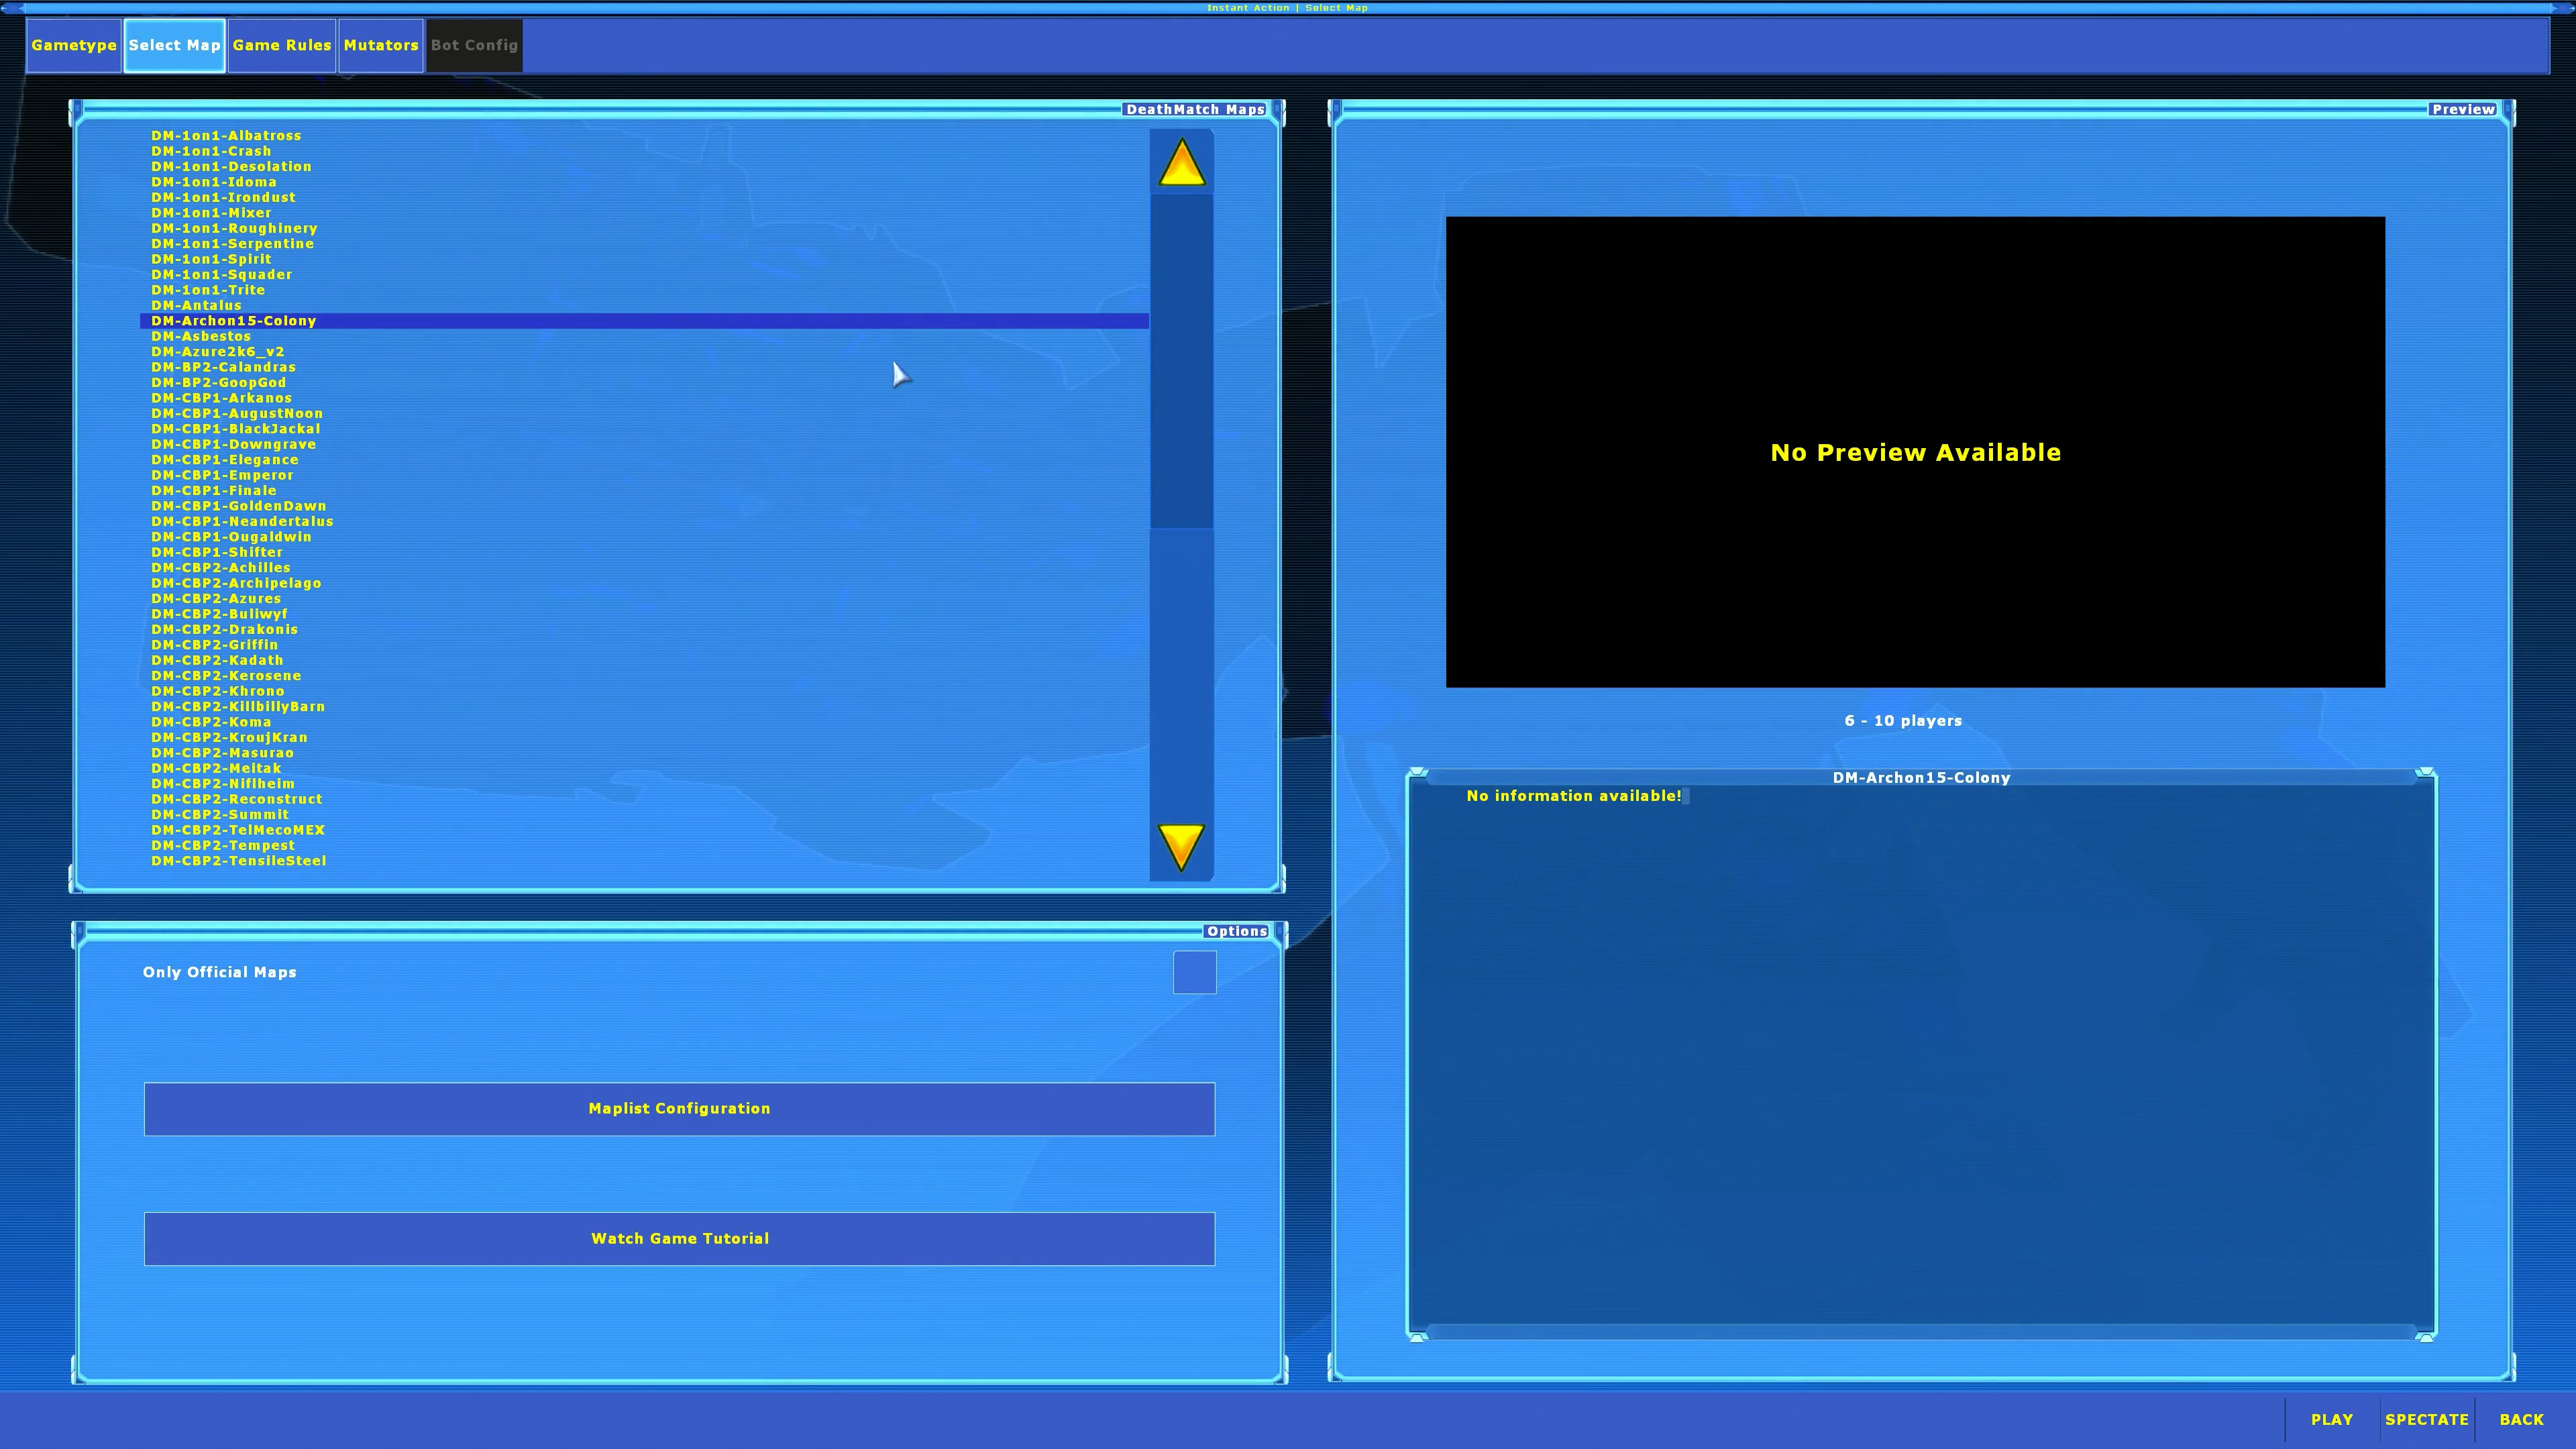 Instant Action | Select Map
Gametype
Select Map
Game Rules
Mutators
Bot Config
DeathMatch Maps
DM-1on1-Albatross
DM-1on1-Crash
DM-1on1-Desolation
DM-1on1-Idoma
DM-1on1-Irondust
DM-1on1-Mixer
DM-1on1-Roughinery
DM-1on1-Serpentine
DM-1on1-Spirit
DM-1on1-Squader
DM-1on1-Trite
DM-Antalus
DM-Archon15-Colony
DM-Asbestos
DM-Azure2k6_v2
DM-BP2-Calandras
DM-BP2-GoopGod
DM-CBP1-Arkanos
DM-CBP1-AugustNoon
DM-CBP1-BlackJackal
DM-CBP1-Downgrave
DM-CBP1-Elegance
DM-CBP1-Emperor
DM-CBP1-Finale
DM-CBP1-GoldenDawn
DM-CBP1-Neandertalus
DM-CBP1-Ougaldwin
DM-CBP1-Shifter
DM-CBP2-Achilles
DM-CBP2-Archipelago
DM-CBP2-Azures
DM-CBP2-Buliwyf
DM-CBP2-Drakonis
DM-CBP2-Griffin
DM-CBP2-Kadath
DM-CBP2-Kerosene
DM-CBP2-Khrono
DM-CBP2-KillbillyBarn
DM-CBP2-Koma
DM-CBP2-KroujKran
DM-CBP2-Masurao
DM-CBP2-Meitak
DM-CBP2-Niflheim
DM-CBP2-Reconstruct
DM-CBP2-Summit
DM-CBP2-TelMecoMEX
DM-CBP2-Tempest
DM-CBP2-TensileSteel
Options
Only Official Maps
Maplist Configuration
Watch Game Tutorial
Preview
No Preview Available
6 - 10 players
DM-Archon15-Colony
No information available!
PLAY
SPECTATE
BACK